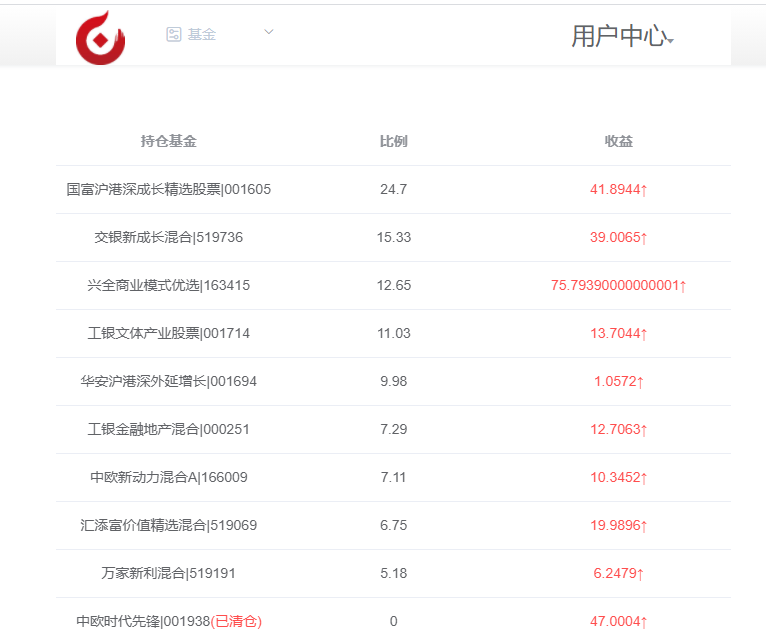 基金 用户中心
持仓基金 比例 收益
国富沪港深成长精选股票|001605 24.7 41.8944↑
交银新成长混合|519736 15.33 39.0065↑
兴全商业模式优选|163415 12.65 75.79390000000001↑
工银文体产业股票|001714 11.03 13.7044↑
华安沪港深外延增长|001694 9.98 1.0572↑
工银金融地产混合|000251 7.29 12.7063↑
中欧新动力混合A|166009 7.11 10.3452↑
汇添富价值精选混合|519069 6.75 19.9896↑
万家新利混合|519191 5.18 6.2479↑
中欧时代先锋|001938(已清仓) 0 47.0004↑